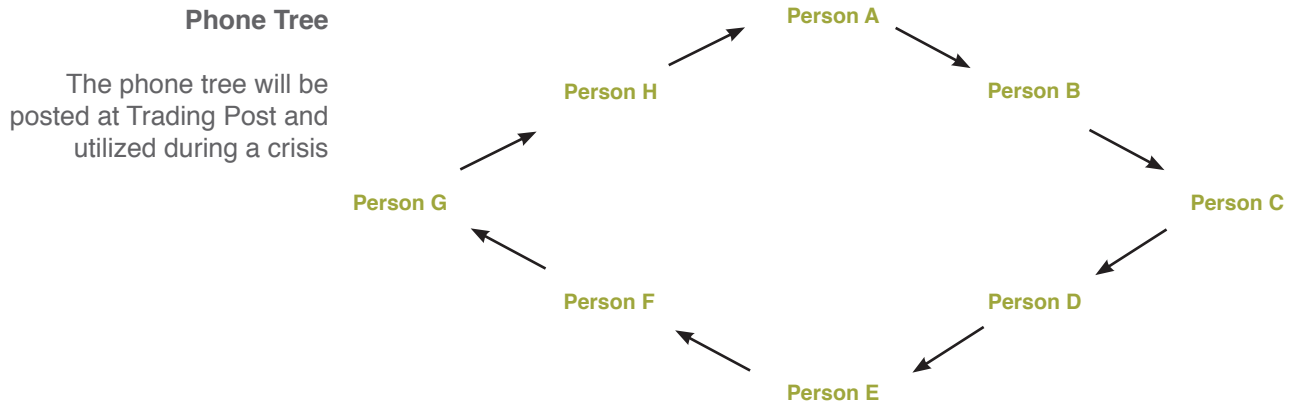 Phone Tree
The phone tree will be
posted at Trading Post and
utilized during a crisis
Person A
Person B
Person C
Person D
Person E
Person F
Person G
Person H